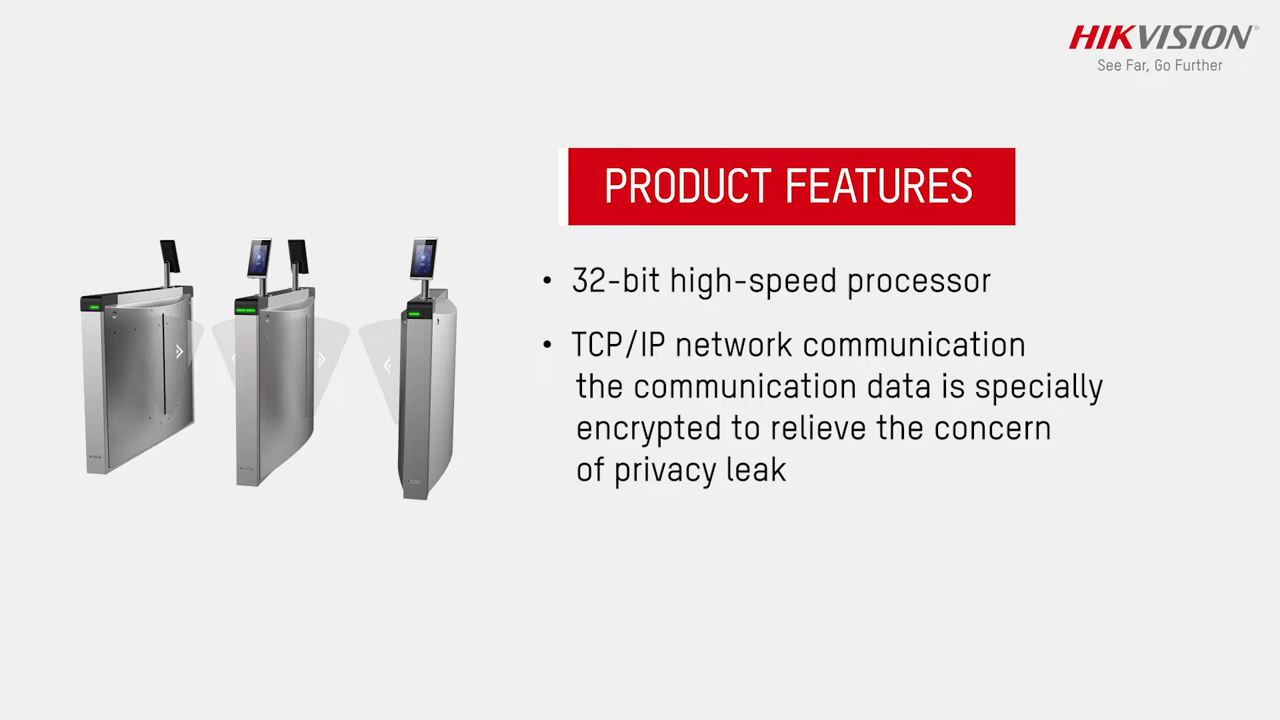 HIKVISION®
See Far, Go Further
PRODUCT FEATURES
• 32-bit high-speed processor
• TCP/IP network communication
the communication data is specially
encrypted to relieve the concern
of privacy leak